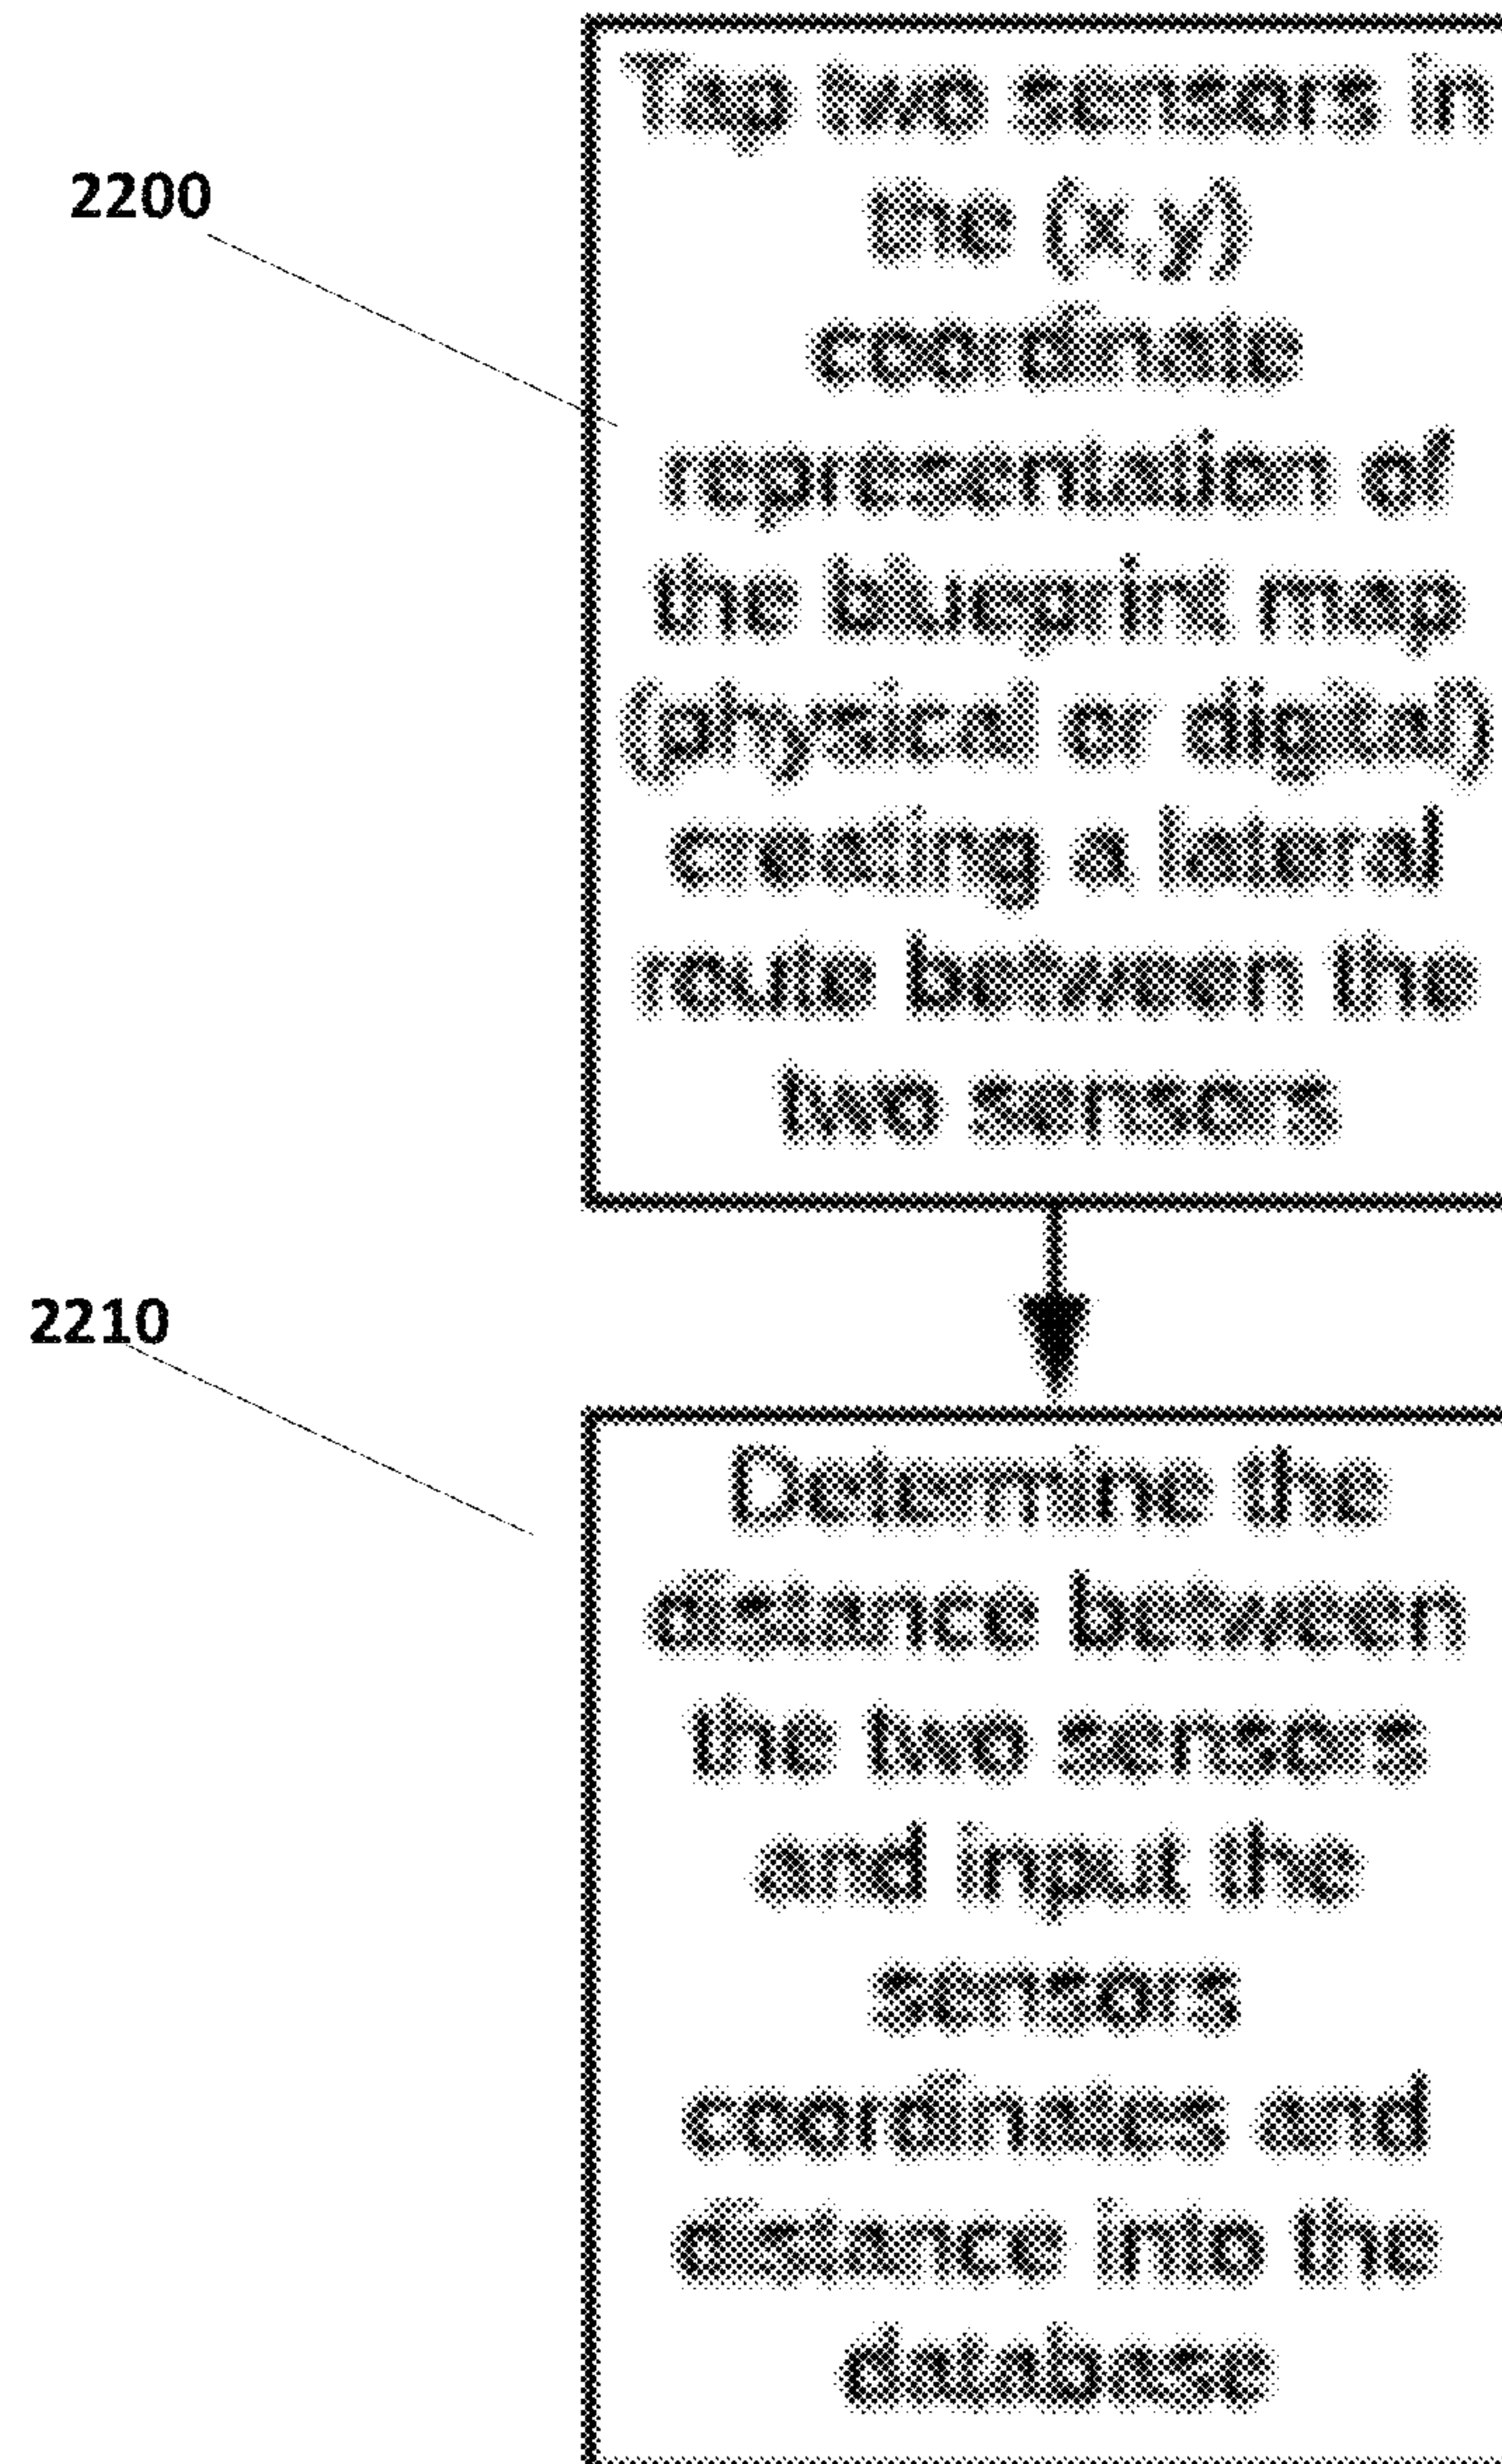 2200
Tap two sensors in
the (x,y)
coordinate
representation of
the blueprint map
(physical or digital)
creating a lateral
route between the
two sensors
2210
Determine the
distance between
the two sensors
and input the
sensors
coordinates and
distance into the
database